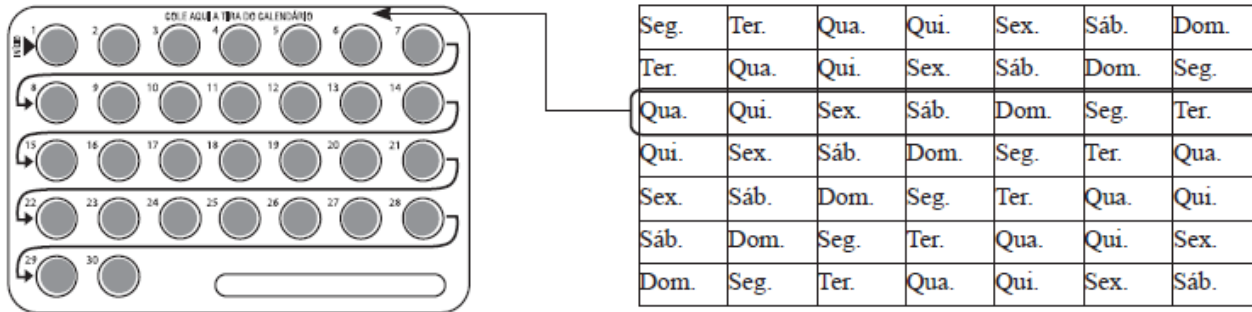 COLE AQUI A TIRA DO CALENDÁRIO
INÍCIO
1 2 3 4 5 6 7
8 9 10 11 12 13 14
15 16 17 18 19 20 21
22 23 24 25 26 27 28
29 30
Seg. Ter. Qua. Qui. Sex. Sáb. Dom.
Ter. Qua. Qui. Sex. Sáb. Dom. Seg.
Qua. Qui. Sex. Sáb. Dom. Seg. Ter.
Qui. Sex. Sáb. Dom. Seg. Ter. Qua.
Sex. Sáb. Dom. Seg. Ter. Qua. Qui.
Sáb. Dom. Seg. Ter. Qua. Qui. Sex.
Dom. Seg. Ter. Qua. Qui. Sex. Sáb.